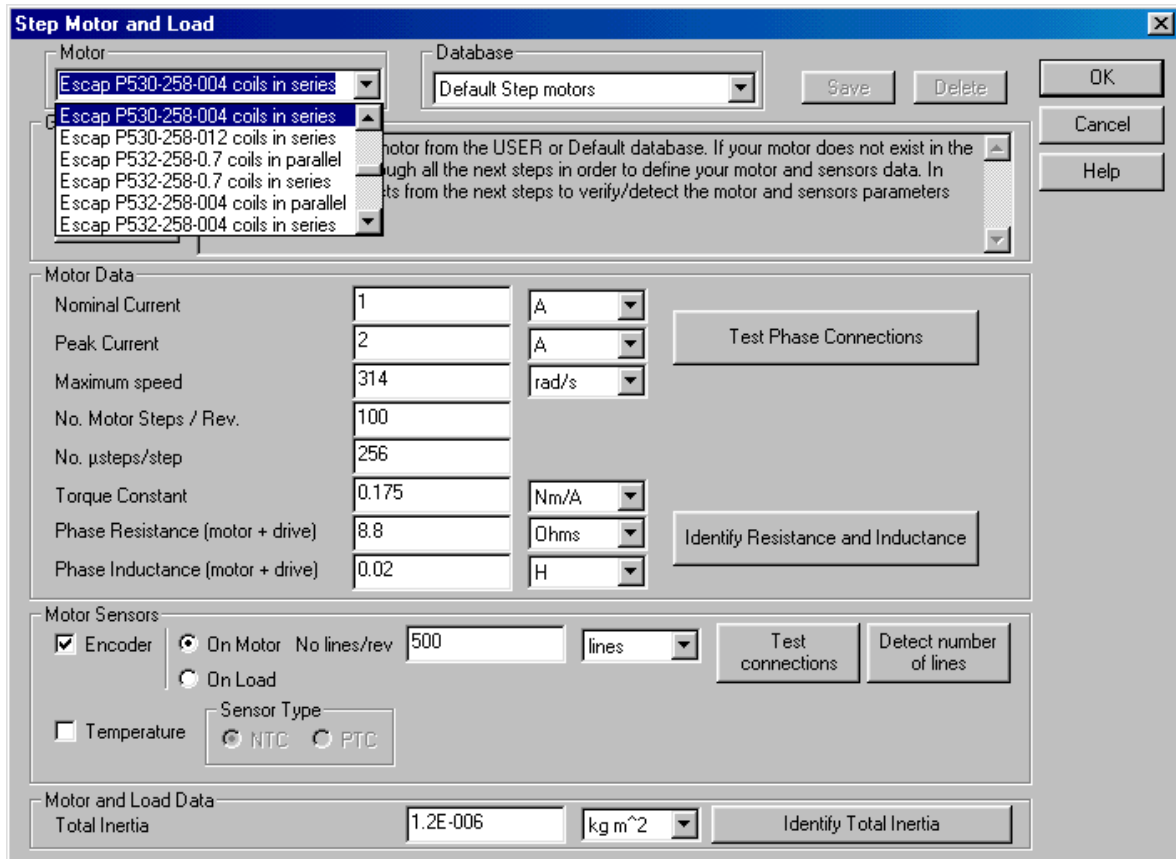 Step Motor and Load
Motor
Escap P530-258-004 coils in series
Escap P530-258-004 coils in series
Escap P530-258-012 coils in series
Escap P532-258-0.7 coils in parallel
Escap P532-258-0.7 coils in series
Escap P532-258-004 coils in parallel
Escap P532-258-004 coils in series
Database
Default Step motors
Save
Delete
OK
Cancel
Help
G
motor from the USER or Default database. If your motor does not exist in the
ugh all the next steps in order to define your motor and sensors data. In
ts from the next steps to verify/detect the motor and sensors parameters
Motor Data
Nominal Current 1 A
Peak Current 2 A
Maximum speed 314 rad/s
No. Motor Steps / Rev. 100
No. µsteps/step 256
Torque Constant 0.175 Nm/A
Phase Resistance (motor + drive) 8.8 Ohms
Phase Inductance (motor + drive) 0.02 H
Test Phase Connections
Identify Resistance and Inductance
Motor Sensors
Encoder On Motor No lines/rev 500 lines
On Load
Test
connections
Detect number
of lines
Temperature
Sensor Type
NTC PTC
Motor and Load Data
Total Inertia 1.2E-006 kg m^2 Identify Total Inertia